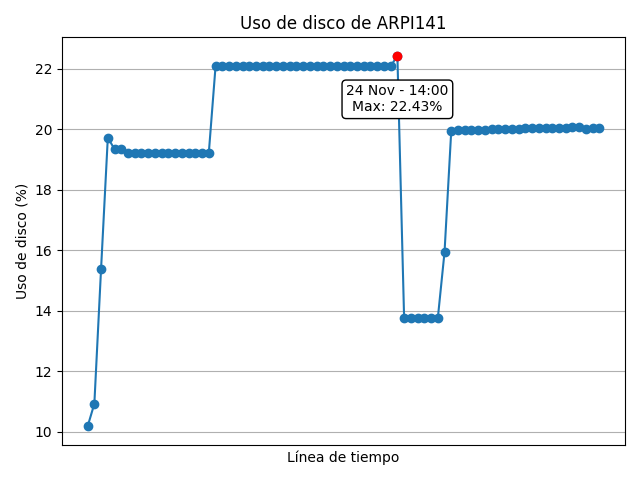 Uso de disco de ARPI141
22
20
18
16
14
12
10
Uso de disco (%)
24 Nov - 14:00
Max: 22.43%
Línea de tiempo